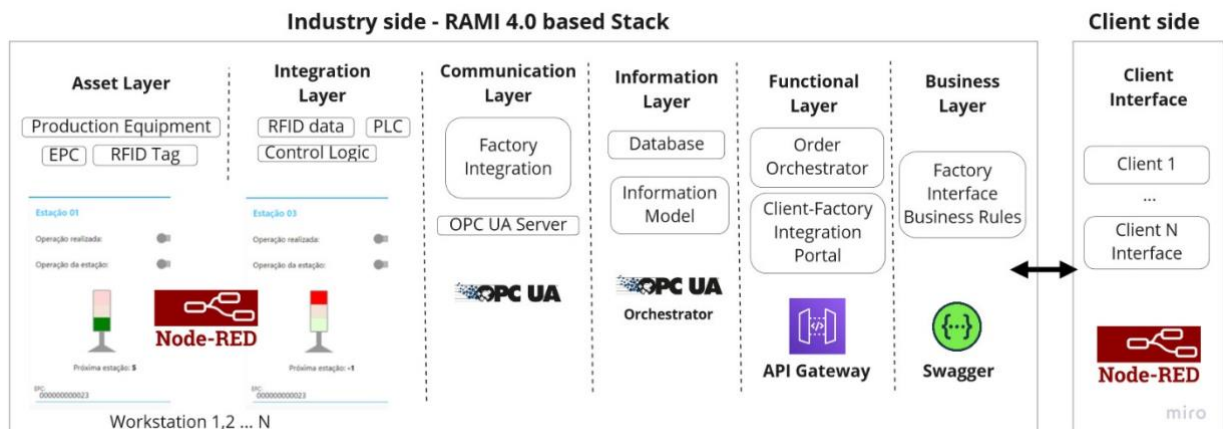 Industry side - RAMI 4.0 based Stack
Client side
Asset Layer
Production Equipment
EPC
RFID Tag
Integration
Layer
RFID data
PLC
Control Logic
Estação 01
Operação realizada:
Operação da estação:
Próxima estação: 5
EPC:
000000000023
Node-RED
Estação 03
Operação realizada:
Operação da estação:
Próxima estação: -1
EPC:
000000000023
Workstation 1,2 ... N
Communication
Layer
Factory
Integration
OPC UA Server
OPC UA
Information
Layer
Database
Information
Model
OPC UA
Orchestrator
Functional
Layer
Order
Orchestrator
Client-Factory
Integration
Portal
API Gateway
Business
Layer
Factory
Interface
Business Rules
Swagger
Client
Interface
Client 1
...
Client N
Interface
Node-RED
miro